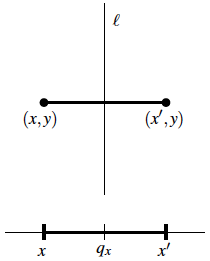 ℓ
(x,y) (x′,y)
x q_x x′